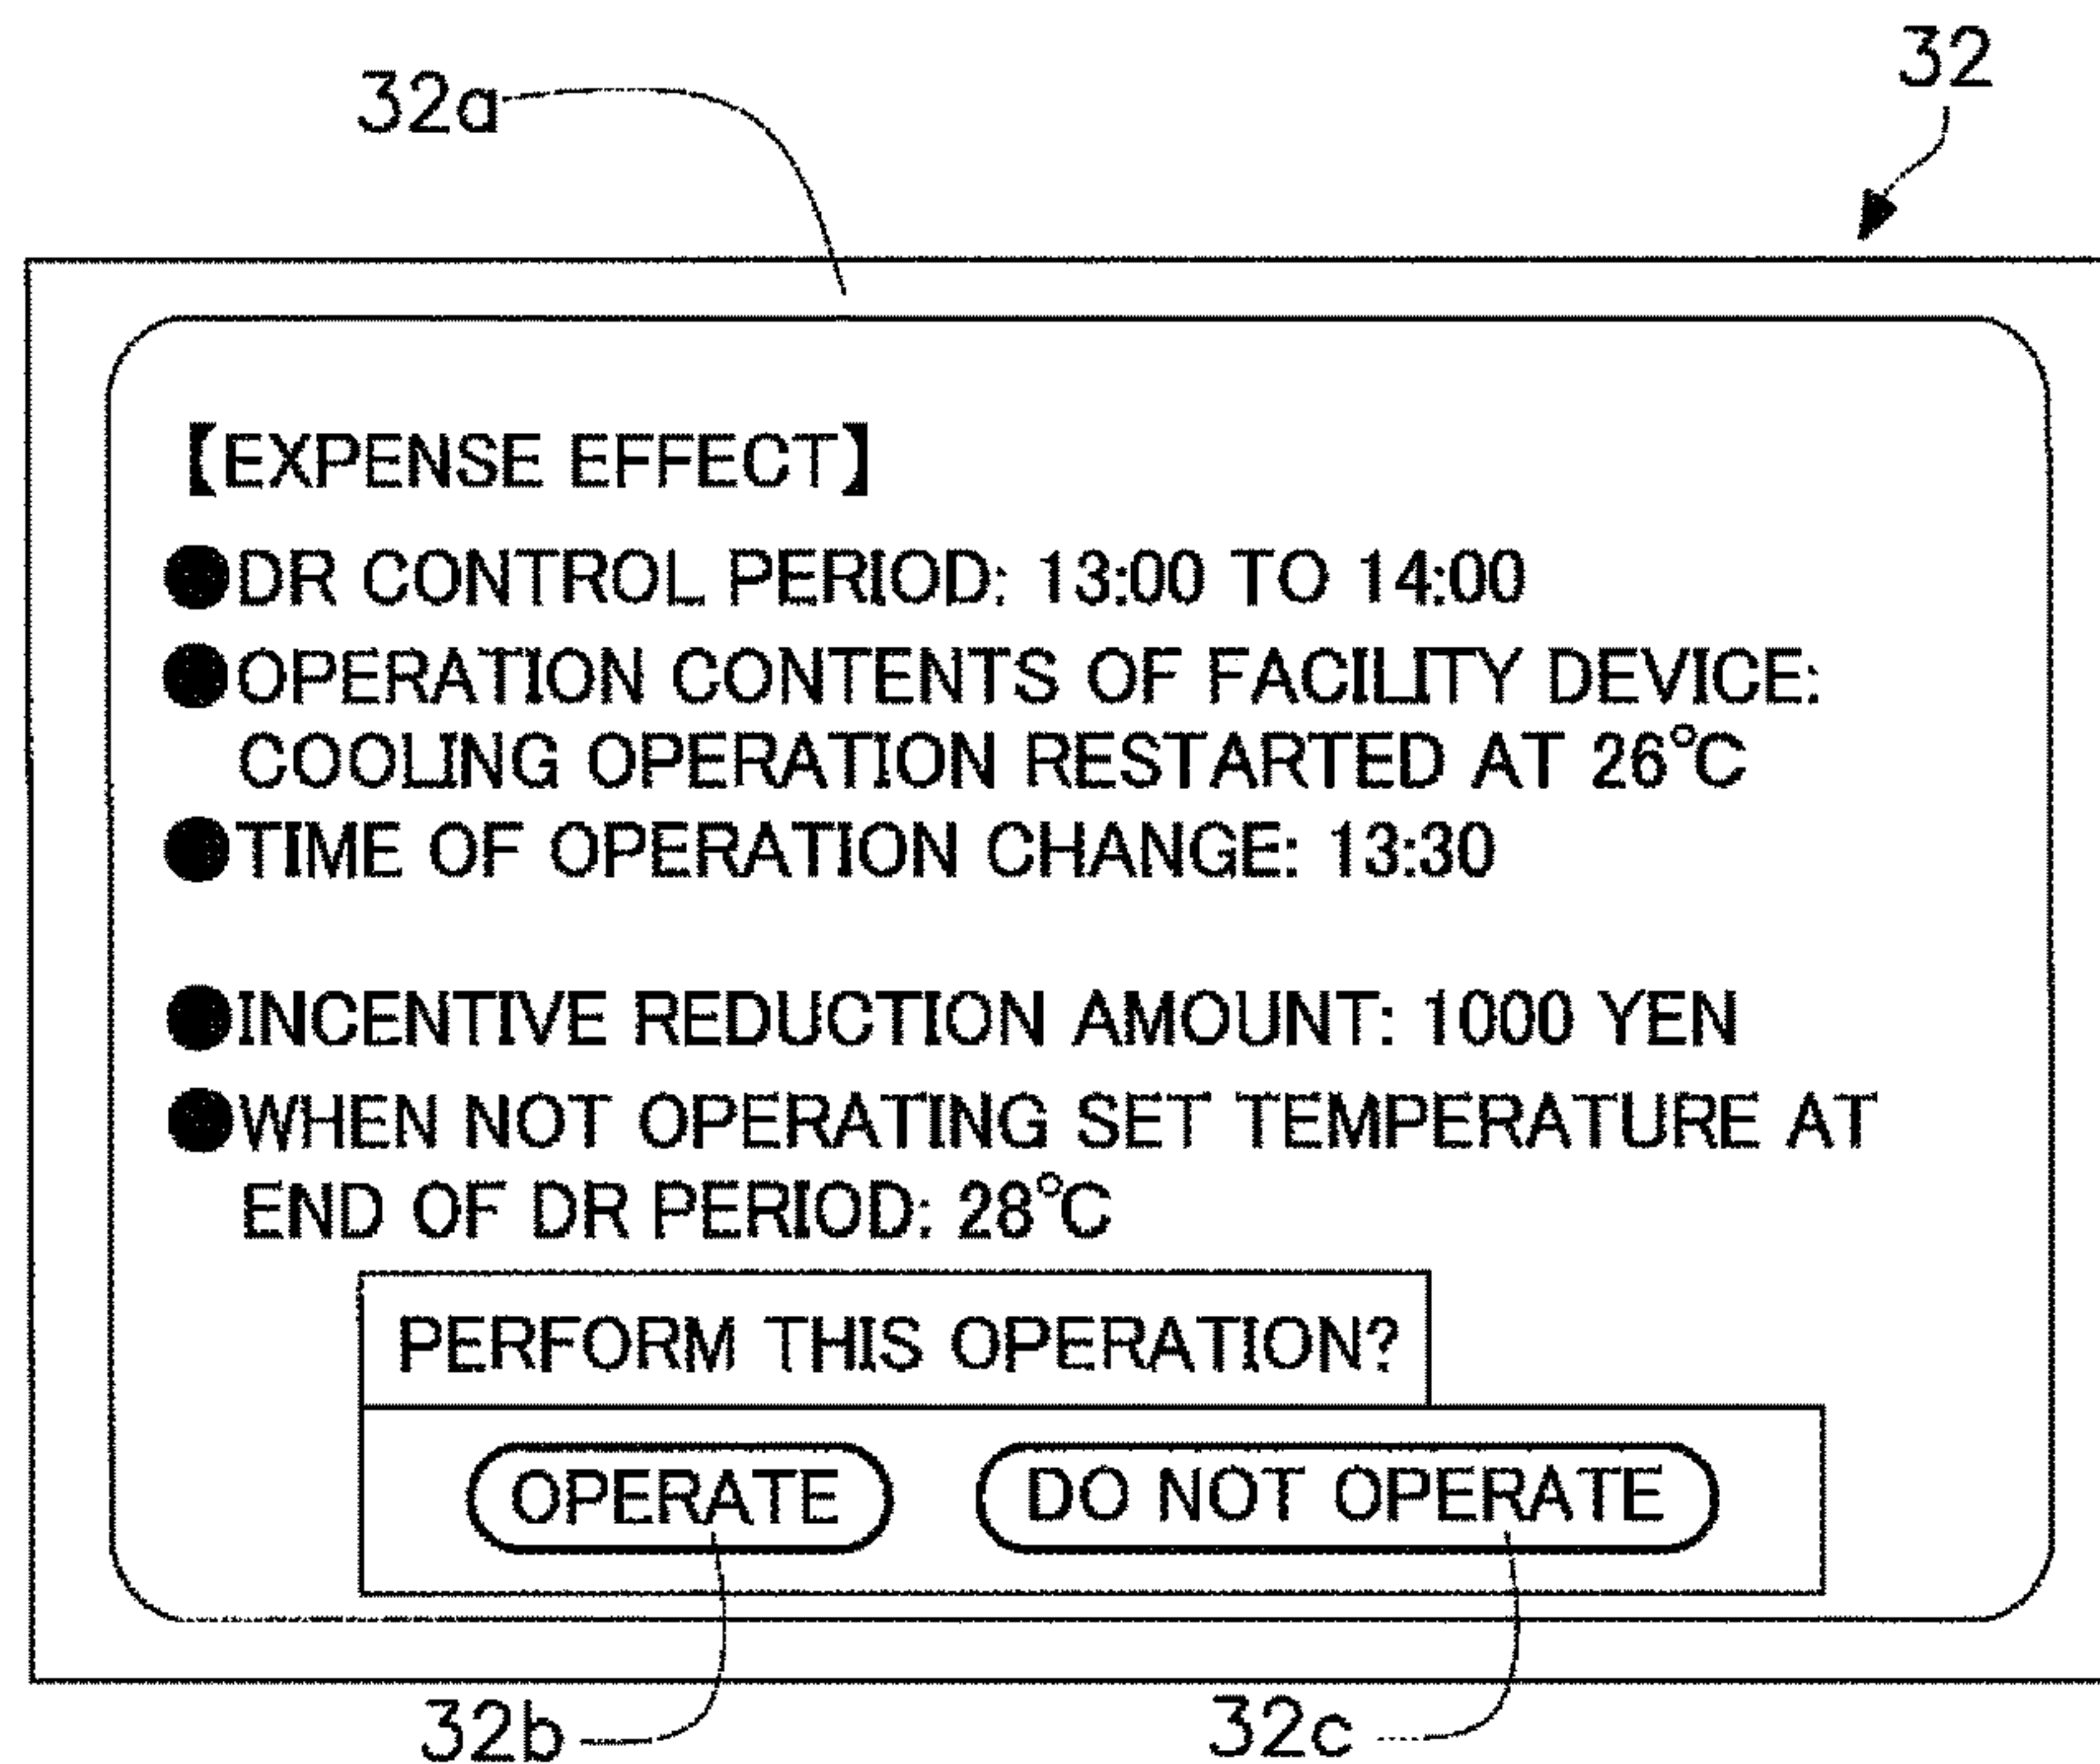 32a
32
【EXPENSE EFFECT】
●DR CONTROL PERIOD: 13:00 TO 14:00
●OPERATION CONTENTS OF FACILITY DEVICE:
COOLING OPERATION RESTARTED AT 26°C
●TIME OF OPERATION CHANGE: 13:30
●INCENTIVE REDUCTION AMOUNT: 1000 YEN
●WHEN NOT OPERATING SET TEMPERATURE AT
END OF DR PERIOD: 28°C
PERFORM THIS OPERATION?
OPERATE
DO NOT OPERATE
32b
32c